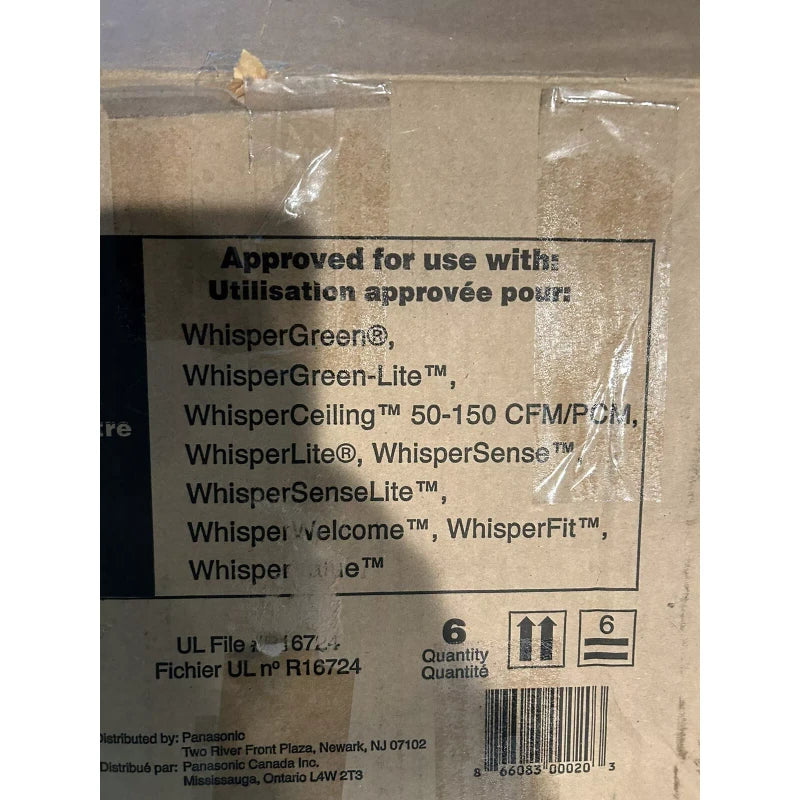 Approved for use with:
Utilisation approvée pour:
WhisperGreen®,
WhisperGreen-Lite™,
WhisperCeiling™ 50-150 CFM/PCM,
WhisperLite®, WhisperSense™,
WhisperSenseLite™,
WhisperWelcome™, WhisperFit™,
tre
UL File
Fichier UL nº R16724
6
Quantity
Quantité
6
Distributed by: Panasonic
Two River Front Plaza, Newark, NJ 07102
Distribué par: Panasonic Canada Inc.
Mississauga, Ontario L4W 2T3
8 66083 00020 3